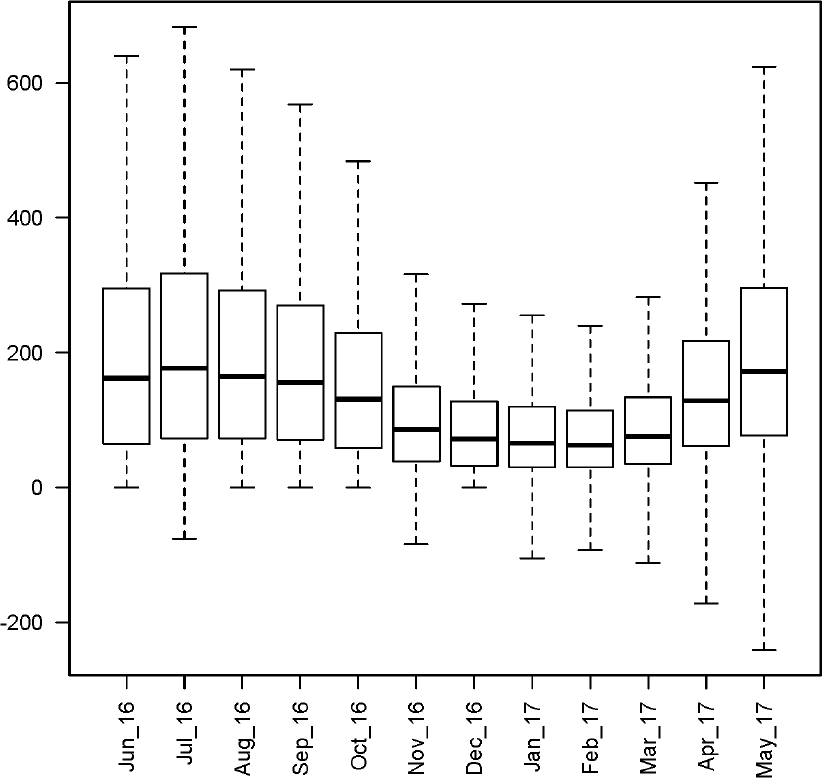 600
400
200
0
-200
Jun_16
Jul_16
Aug_16
Sep_16
Oct_16
Nov_16
Dec_16
Jan_17
Feb_17
Mar_17
Apr_17
May_17